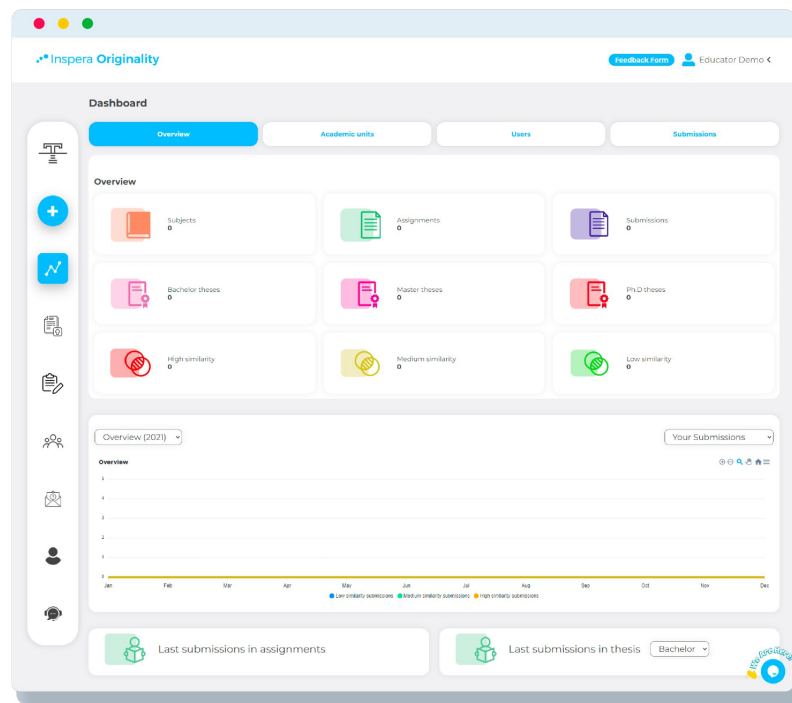 Inspera Originality
Feedback Form
Educator Demo
Dashboard
Overview
Academic units
Users
Submissions
Overview
Subjects
0
Assignments
0
Submissions
0
Bachelor theses
0
Master theses
0
Ph.D theses
0
High similarity
0
Medium similarity
0
Low similarity
0
Overview (2021)
Your Submissions
Overview
5
4
3
2
1
0
Jan Feb Mar Apr May Jun Jul Aug Sep Oct Nov Dec
Low similarity submissions Medium similarity submissions High similarity submissions
Last submissions in assignments
Last submissions in thesis
Bachelor
We Are Here!